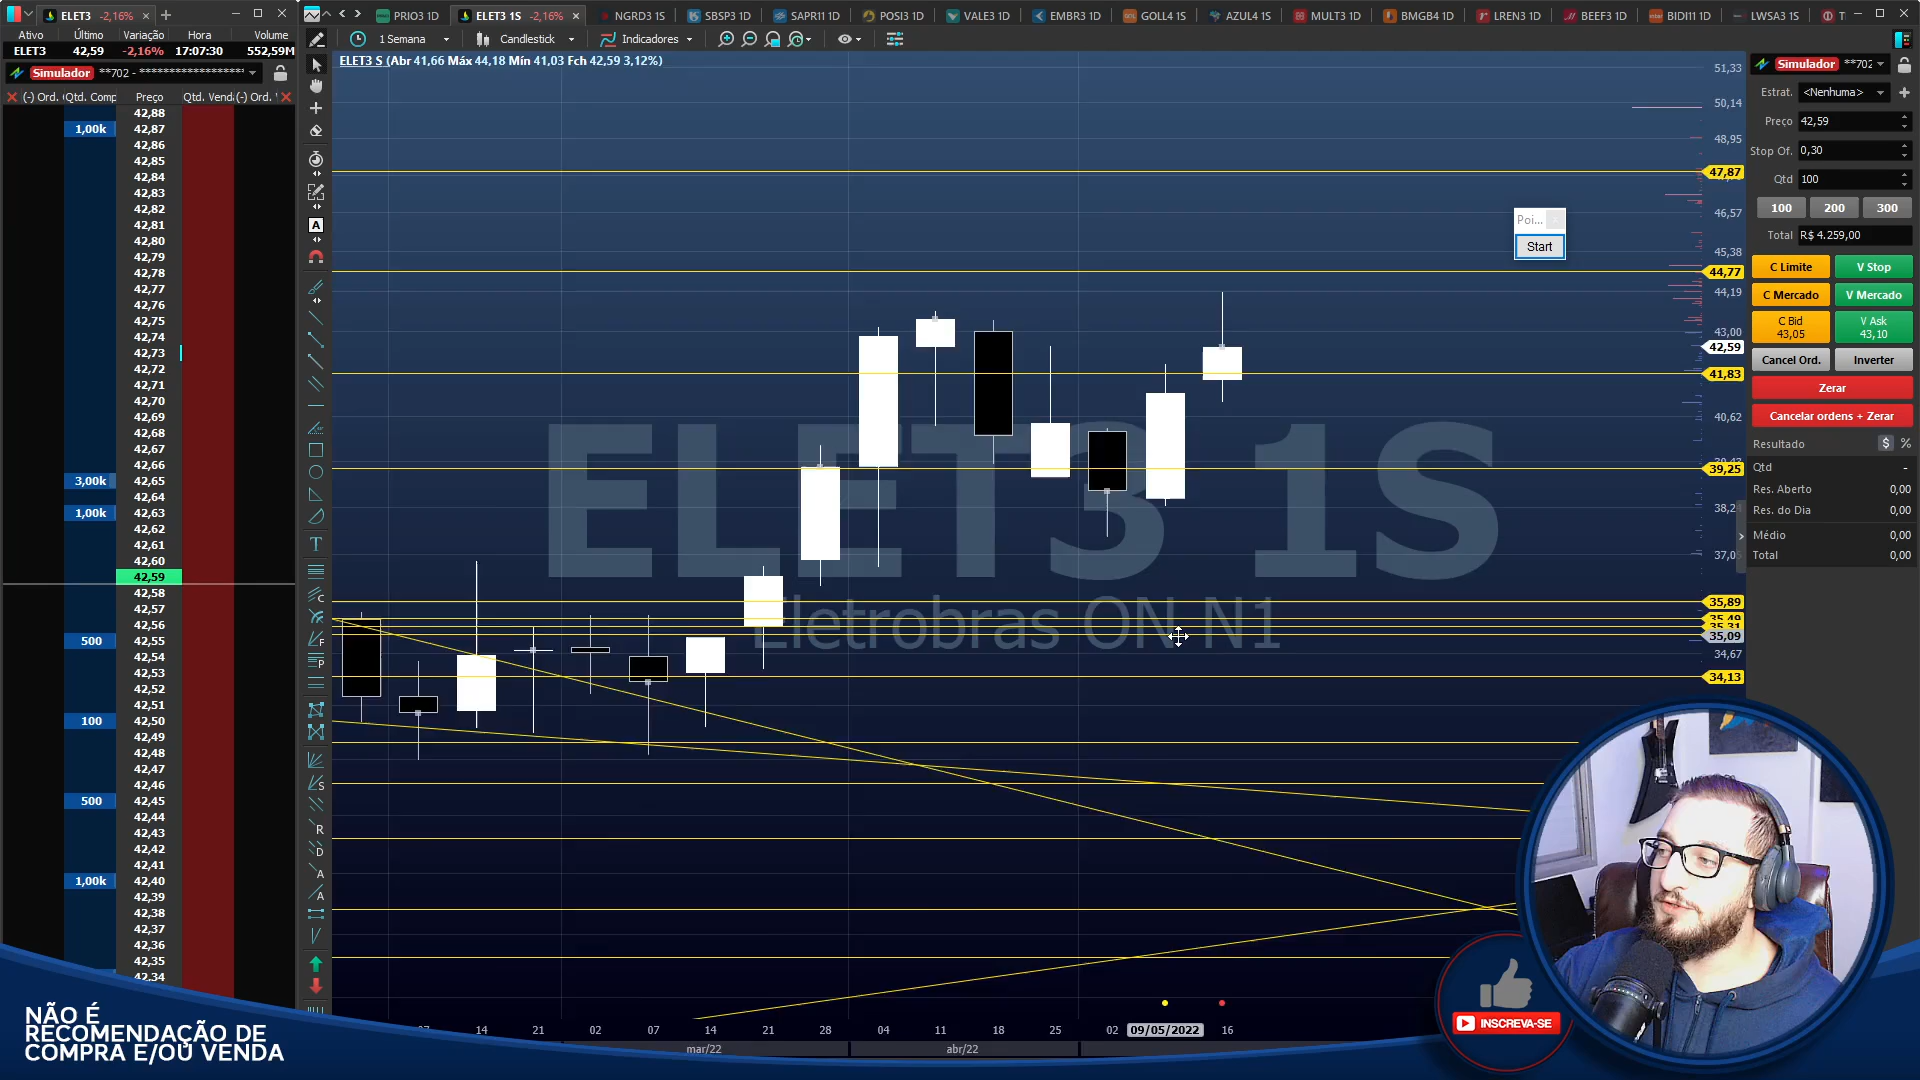 ELET3 -2,16%
Ativo Último Variação Hora Volume
ELET3 42,59 -2,16% 17:07:30 552,59M
Simulador **702 - ********************
(-) Ord. Qtd. Comp Preço Qtd. Vend (-) Ord.
42,88
1,00k 42,87
42,86
42,85
42,84
42,83
42,82
42,81
42,80
42,79
42,78
42,77
42,76
42,75
42,74
42,73
42,72
42,71
42,70
42,69
42,68
42,67
42,66
3,00k 42,65
42,64
1,00k 42,63
42,62
42,61
42,60
42,59
42,58
42,57
42,56
500 42,55
42,54
42,53
42,52
42,51
100 42,50
42,49
42,48
42,47
42,46
500 42,45
42,44
42,43
42,42
42,41
1,00k 42,40
42,39
42,38
42,37
42,36
42,35
42,34
PRIO3 1D ELET3 1S -2,16% NGRD3 1S SBSP3 1D SAPR11 1D POSI3 1D VALE3 1D EMBR3 1D GOLL4 1S AZUL4 1S MULT3 1D BMGB4 1D LREN3 1D BEEF3 1D BIDI11 1D LWSA3 1S
1 Semana Candlestick Indicadores
ELET3 S (Abr 41,66 Máx 44,18 Mín 41,03 Fch 42,59 3,12%)
ELET3 1S
Eletrobras ON N1
51,33
50,14
48,95
47,87
46,57
45,38
44,77
44,19
43,00
42,59
41,83
40,62
39,25
38,24
37,05
35,89
35,49
35,31
35,09
34,67
34,13
Poi...
Start
14 21 02 07 14 21 28 04 11 18 25 02 09/05/2022 16
mar/22 abr/22
Simulador **702
Estrat. <Nenhuma>
Preço 42,59
Stop Of. 0,30
Qtd 100
100 200 300
Total R$ 4.259,00
C Limite V Stop
C Mercado V Mercado
C Bid V Ask
43,05 43,10
Cancel Ord. Inverter
Zerar
Cancelar ordens + Zerar
Resultado $ %
Qtd -
Res. Aberto 0,00
Res. do Dia 0,00
Médio 0,00
Total 0,00
NÃO É
RECOMENDAÇÃO DE
COMPRA E/OU VENDA
INSCREVA-SE